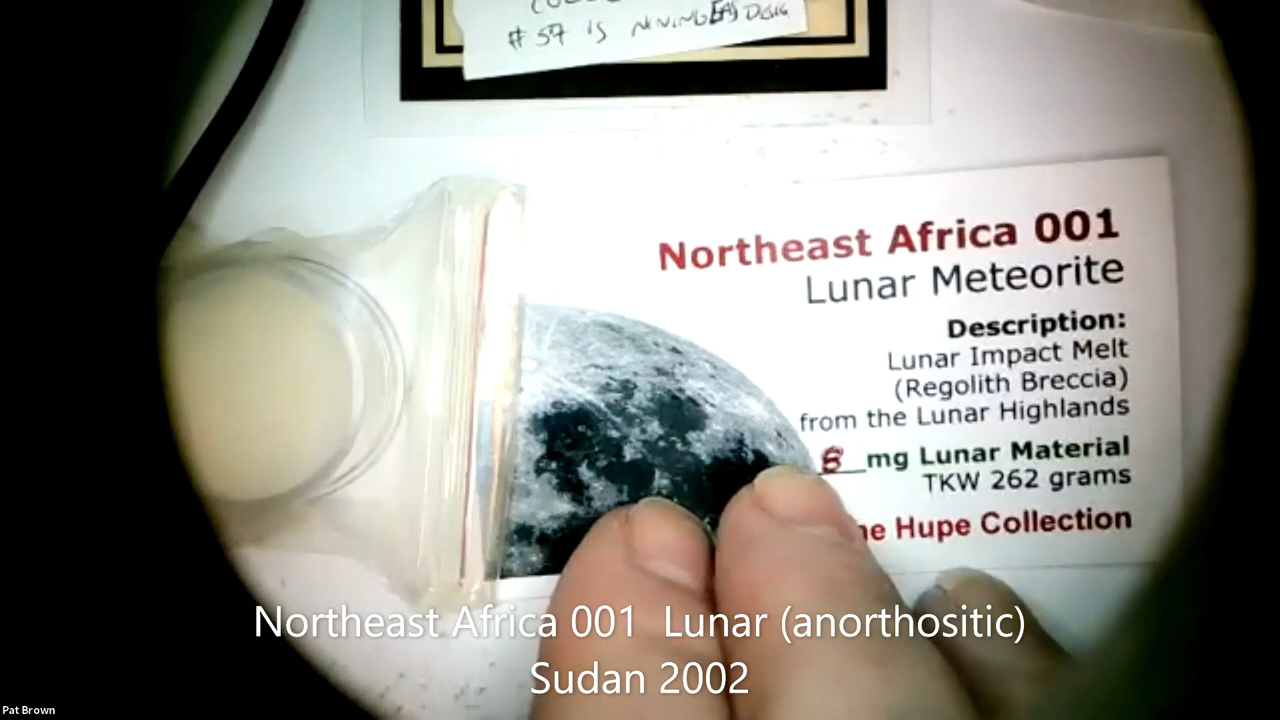 # 57 is
Northeast Africa 001
Lunar Meteorite
Description:
Lunar Impact Melt
(Regolith Breccia)
from the Lunar Highlands
8 mg Lunar Material
TKW 262 grams
he Hupe Collection
Northeast Africa 001 Lunar (anorthositic)
Sudan 2002
Pat Brown